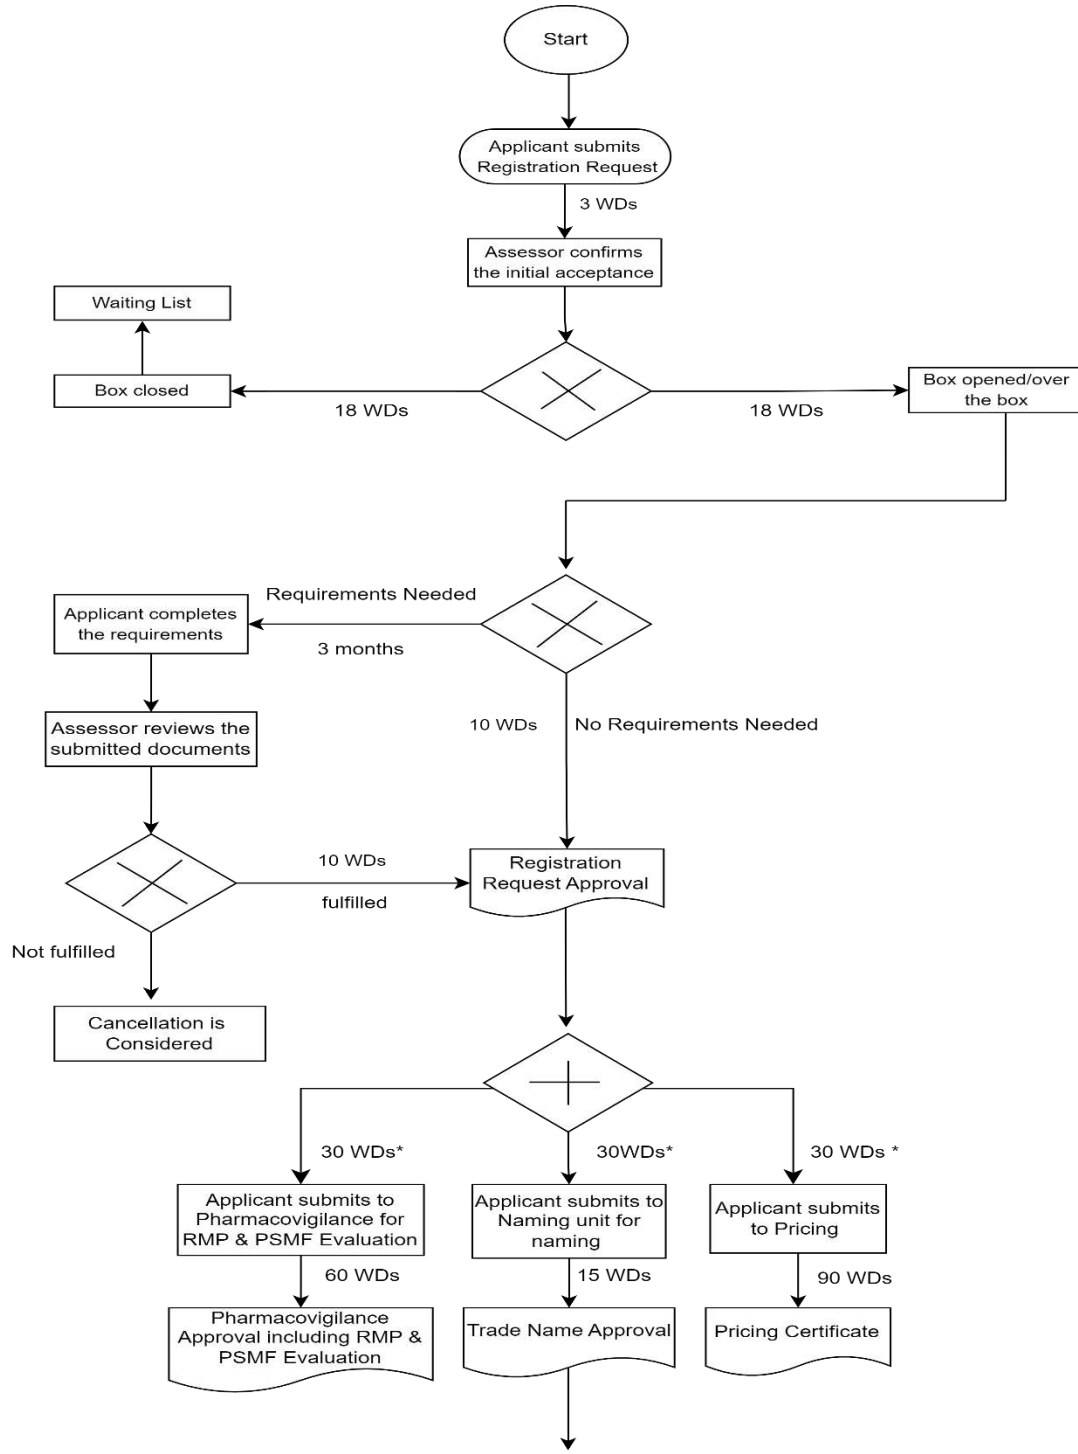 Start
Applicant submits
Registration Request
3 WDs
Assessor confirms
the initial acceptance
Waiting List
Box closed
18 WDs
18 WDs
Box opened/over
the box
Requirements Needed
3 months
Applicant completes
the requirements
10 WDs
No Requirements Needed
Assessor reviews the
submitted documents
10 WDs
fulfilled
Registration
Request Approval
Not fulfilled
Cancellation is
Considered
30 WDs*
30WDs*
30 WDs *
Applicant submits to
Pharmacovigilance for
RMP & PSMF Evaluation
Applicant submits to
Naming unit for
naming
Applicant submits
to Pricing
60 WDs
15 WDs
90 WDs
Pharmacovigilance
Approval including RMP &
PSMF Evaluation
Trade Name Approval
Pricing Certificate